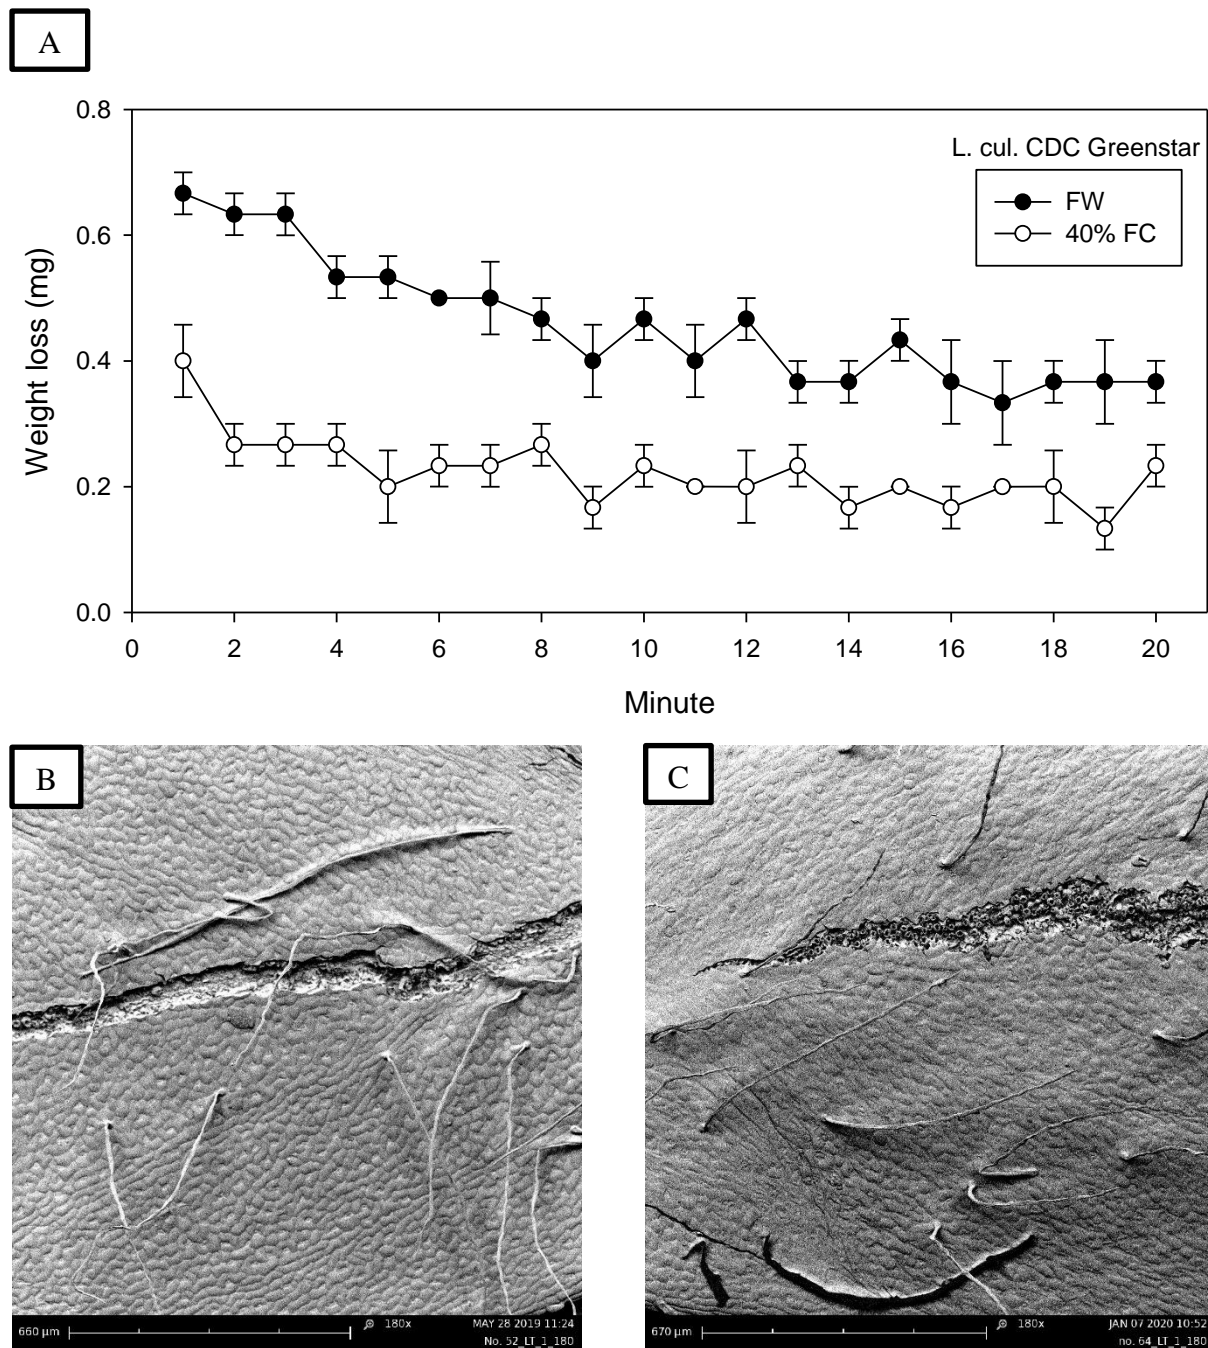 A
0.8
0.6
0.4
0.2
0.0
Weight loss (mg)
L. cul. CDC Greenstar
FW
40% FC
0 2 4 6 8 10 12 14 16 18 20
Minute
B
C
660 µm 180x MAY 28 2019 11:24
No. 52_LT_1_180
670 µm 180x JAN 07 2020 10:52
no. 64_LT_1_180